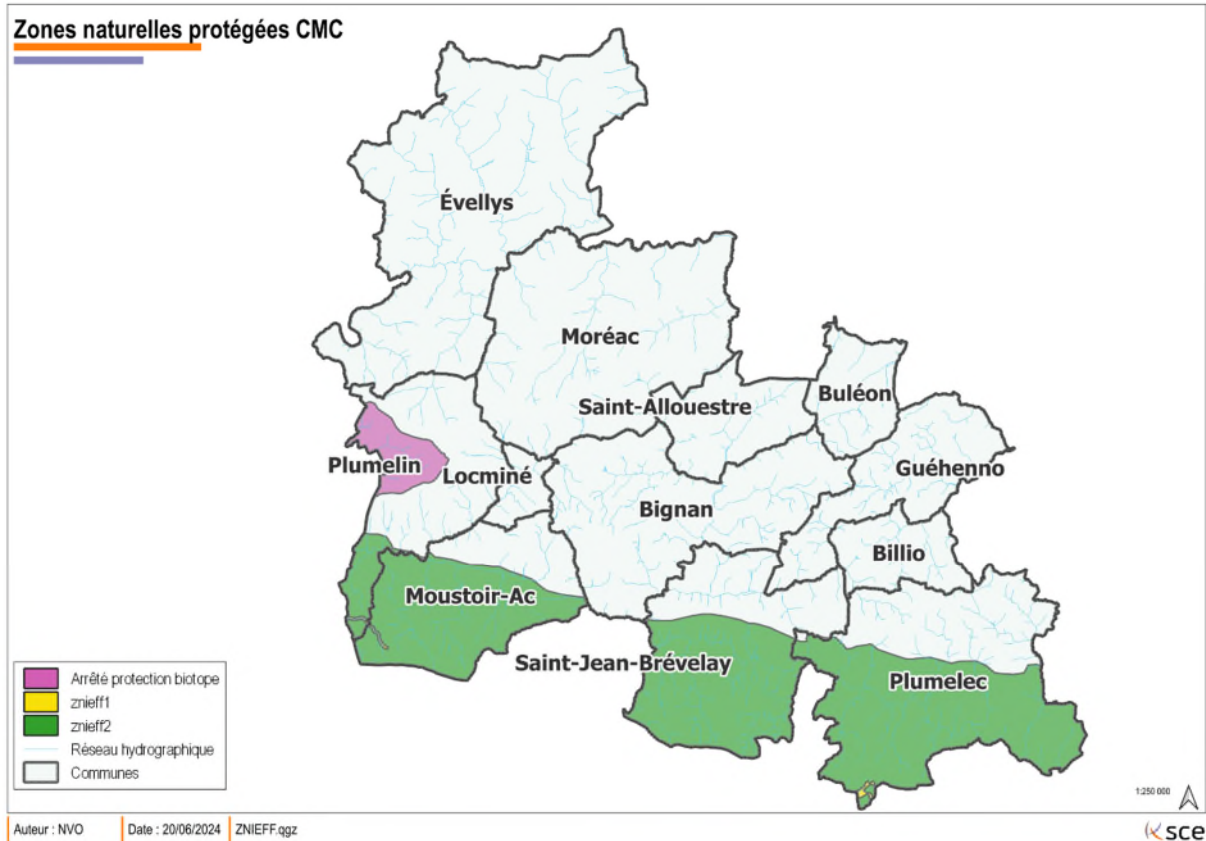 Zones naturelles protégées CMC
Évellys
Moréac
Buléon
Saint-Allouestre
Plumelin
Locminé
Guéhenno
Bignan
Billio
Moustoir-Ac
Saint-Jean-Brévelay
Plumelec
Arrêté protection biotope
znieff1
znieff2
Réseau hydrographique
Communes
1:250 000
Auteur : NVO Date : 20/06/2024 ZNIEFF.qgz
sce